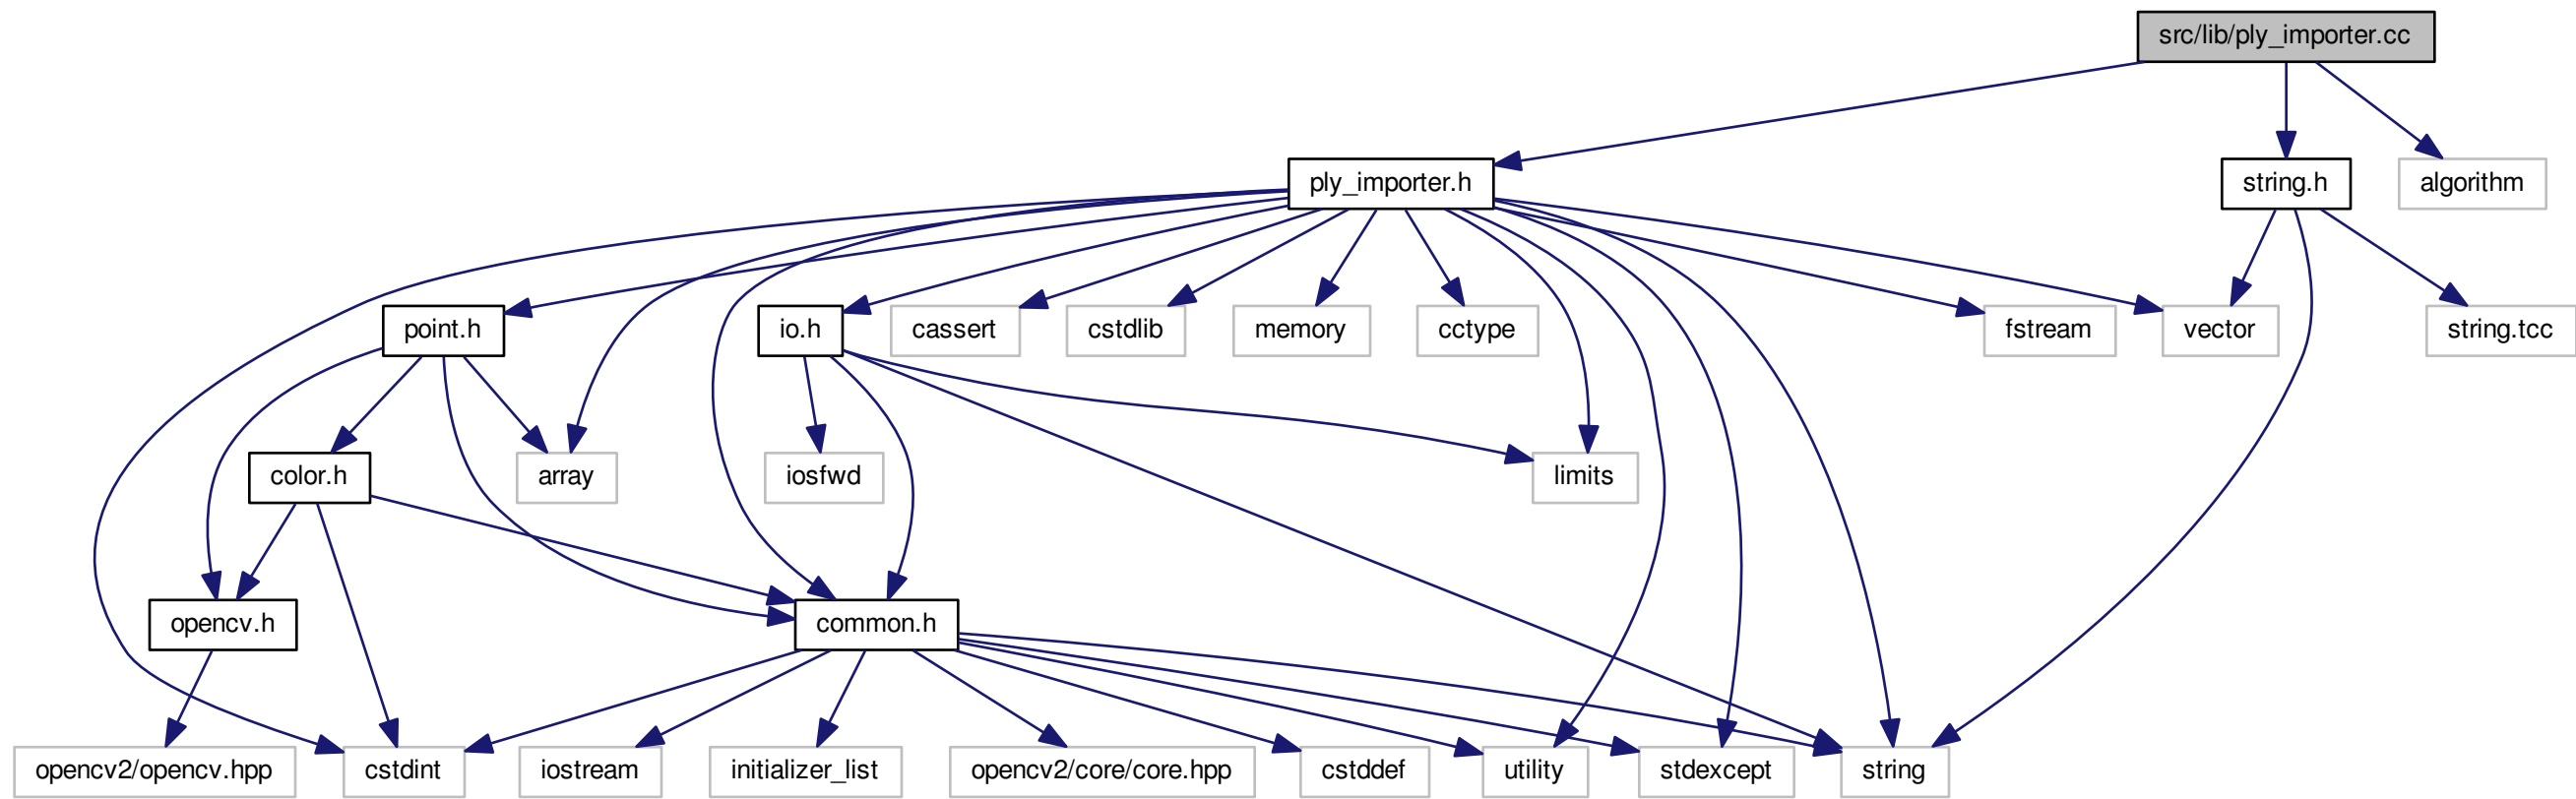 src/lib/ply_importer.cc
ply_importer.h
string.h
algorithm
point.h
io.h
cassert
cstdlib
memory
cctype
fstream
vector
string.tcc
color.h
array
iosfwd
limits
opencv.h
common.h
opencv2/opencv.hpp
cstdint
iostream
initializer_list
opencv2/core/core.hpp
cstddef
utility
stdexcept
string